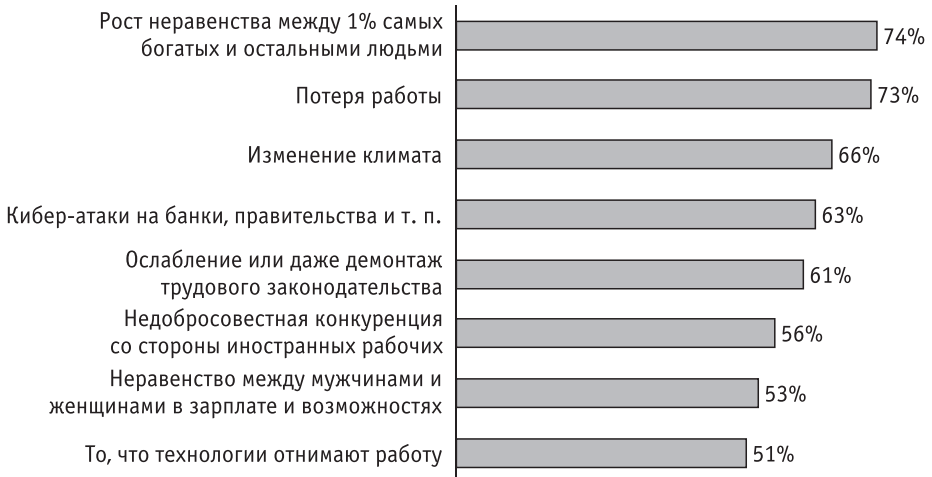 Рост неравенства между 1% самых
богатых и остальными людьми
74%
Потеря работы
73%
Изменение климата
66%
Кибер-атаки на банки, правительства и т. п.
63%
Ослабление или даже демонтаж
трудового законодательства
61%
Недобросовестная конкуренция
со стороны иностранных рабочих
56%
Неравенство между мужчинами и
женщинами в зарплате и возможностях
53%
То, что технологии отнимают работу
51%